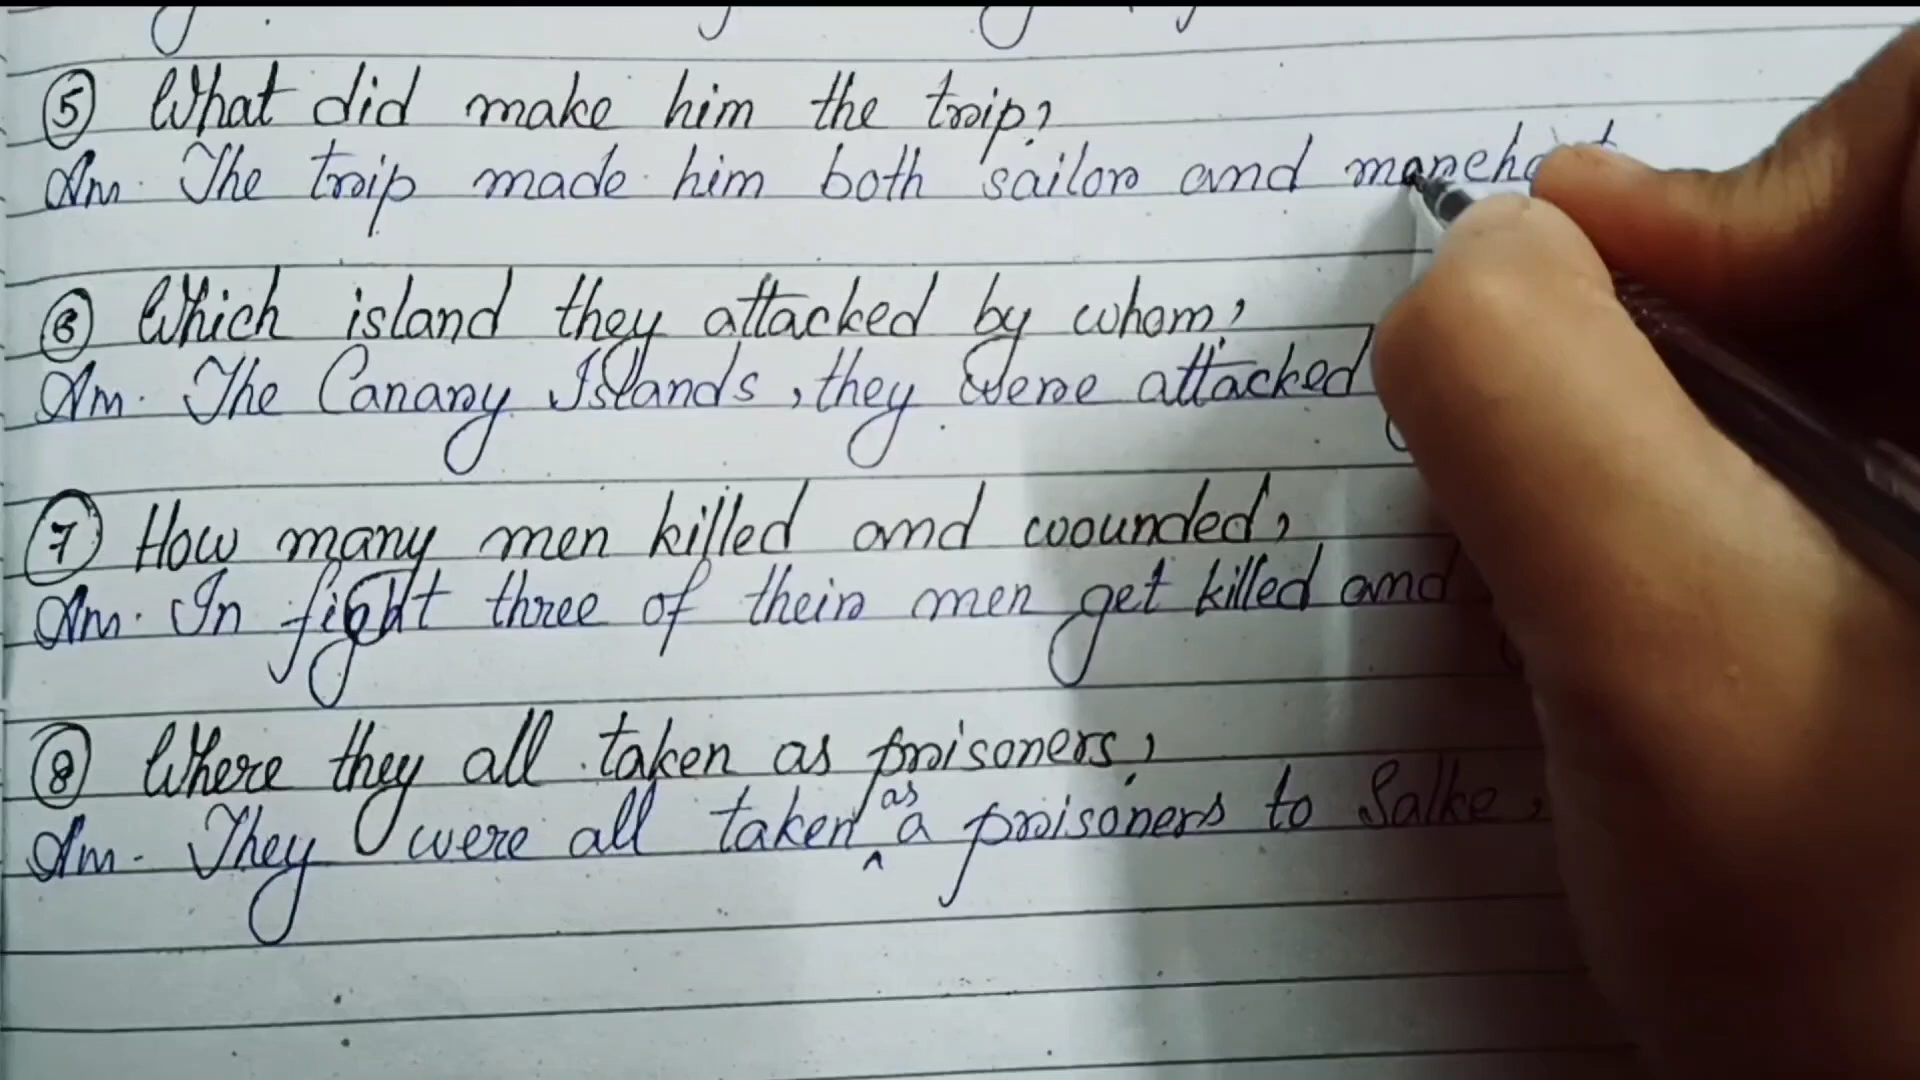 ⑤ What did make him the trip?
Ans. The trip made him both sailor and
⑥ Which island they attacked by whom?
Ans. The Canary Islands, they were attacked
⑦ How many men killed and woounded?
Ans. In fight three of their men get killed and
⑧ Where they all taken as prisoners?
Ans. They were all taken as a prisoners to Salke,